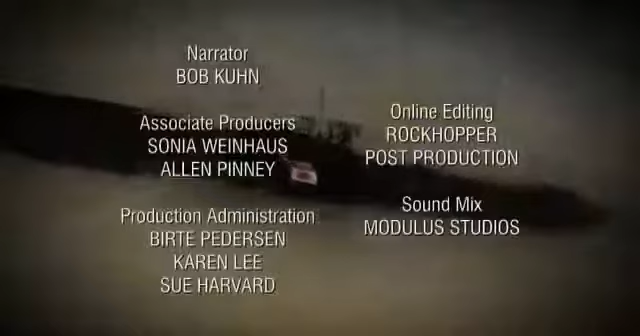 Narrator
BOB KUHN
Associate Producers
SONIA WEINHAUS
ALLEN PINNEY
Production Administration
BIRTE PEDERSEN
KAREN LEE
SUE HARVARD
Online Editing
ROCKHOPPER
POST PRODUCTION
Sound Mix
MODULUS STUDIOS